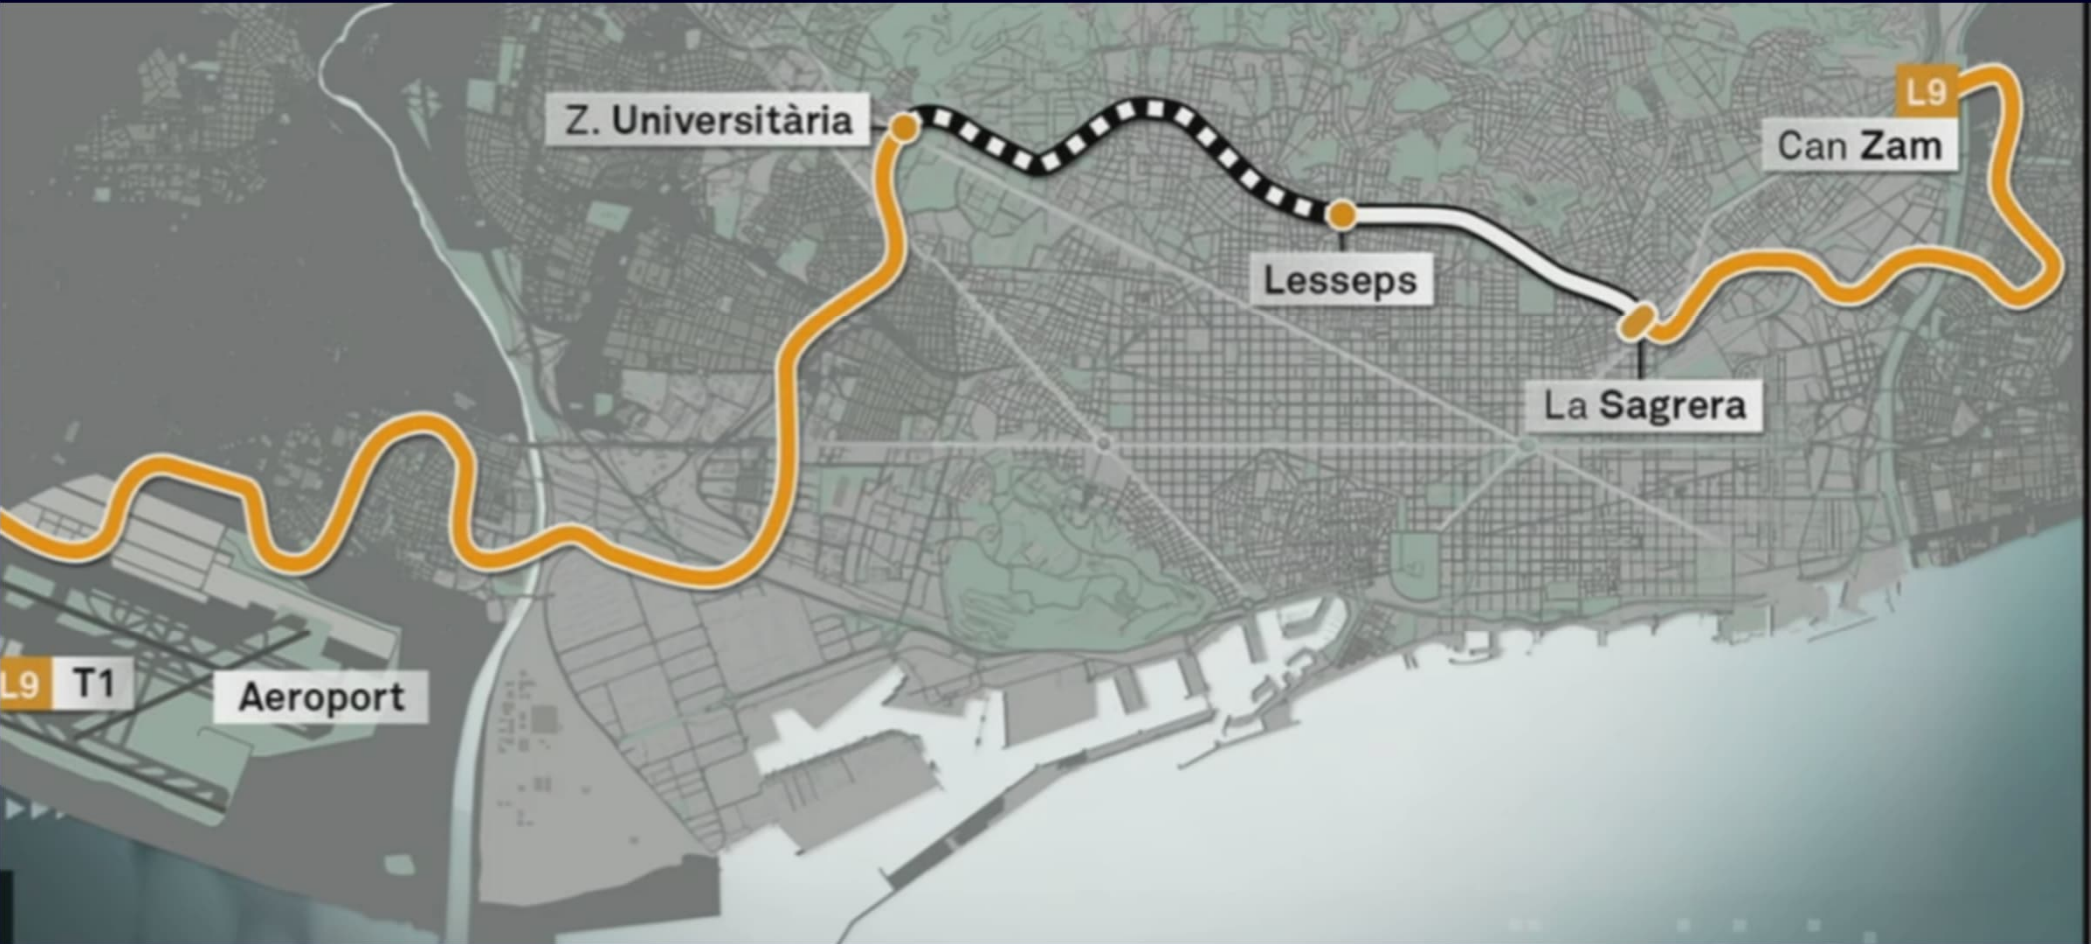 L9
Can Zam
Z. Universitària
Lesseps
La Sagrera
L9 T1
Aeroport